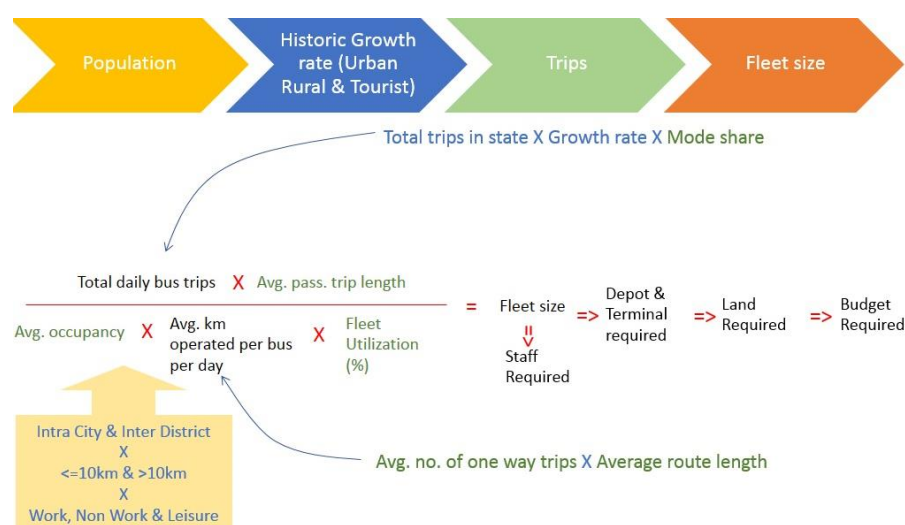 Population
Historic Growth
rate (Urban
Rural & Tourist)
Trips
Fleet size
Total trips in state X Growth rate X Mode share
Total daily bus trips X Avg. pass. trip length
=
Avg. occupancy X Avg. km
operated per bus
per day
X Fleet
Utilization
(%)
Fleet size
=>
Staff
Required
=> Depot &
Terminal
required
=> Land
Required
=> Budget
Required
Intra City & Inter District
X
<=10km & >10km
X
Work, Non Work & Leisure
Avg. no. of one way trips X Average route length